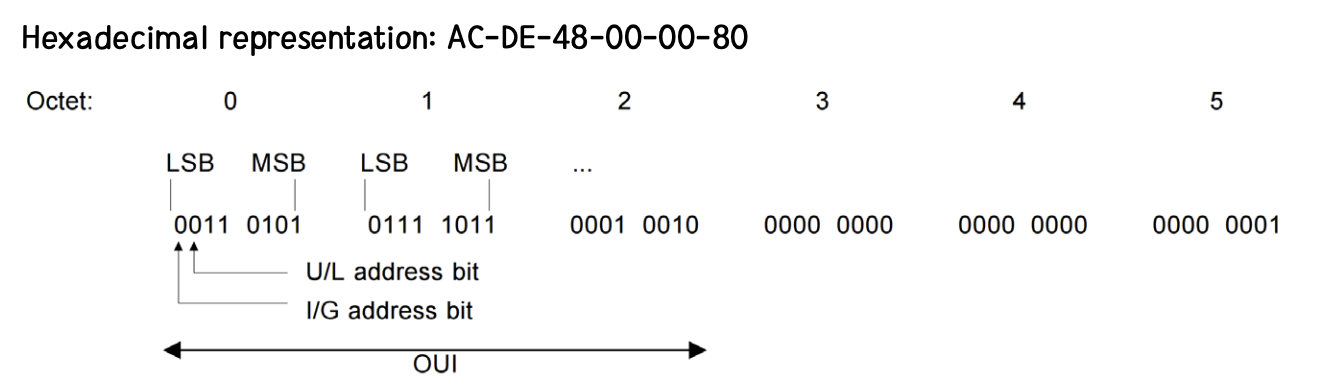 Hexadecimal representation: AC-DE-48-00-00-80
Octet: 0 1 2 3 4 5
LSB MSB LSB MSB ...
0011 0101 0111 1011 0001 0010 0000 0000 0000 0000 0000 0001
U/L address bit
I/G address bit
OUI